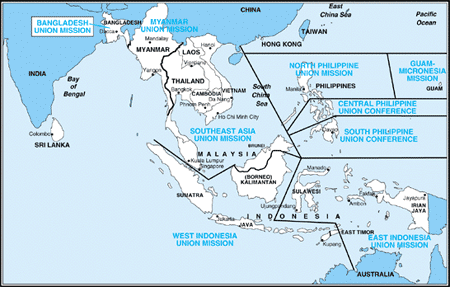 BANGLADESH
UNION MISSION
BANGLADESH
Dacca
MYANMAR
UNION MISSION
CHINA
East China
Sea
Pacific
Ocean
TAIWAN
HONG KONG
Mandalay
MYANMAR
Hanoi
LAOS
Vientiane
INDIA
Bay
of
Bengal
Yangon
THAILAND
Bangkok
CAMBODIA
Phnom Penh
VIETNAM
Da Nang
Ho Chi Minh City
South
China
Sea
NORTH PHILIPPINE
UNION MISSION
Manila
PHILIPPINES
GUAM-
MICRONESIA
MISSION
GUAM
CENTRAL PHILIPPINE
UNION CONFERENCE
SOUTH PHILIPPINE
UNION CONFERENCE
Colombo
SRI LANKA
SOUTHEAST ASIA
UNION MISSION
BRUNEI
MALAYSIA
Kuala Lumpur
Singapore
(BORNEO)
KALIMANTAN
SUMATRA
Manado
SULAWESI
Ujungpandang
Ambon
Jayapura
IRIAN
JAYA
INDONESIA
Jakarta
JAVA
WEST INDONESIA
UNION MISSION
EAST TIMOR
Kupang
EAST INDONESIA
UNION MISSION
AUSTRALIA